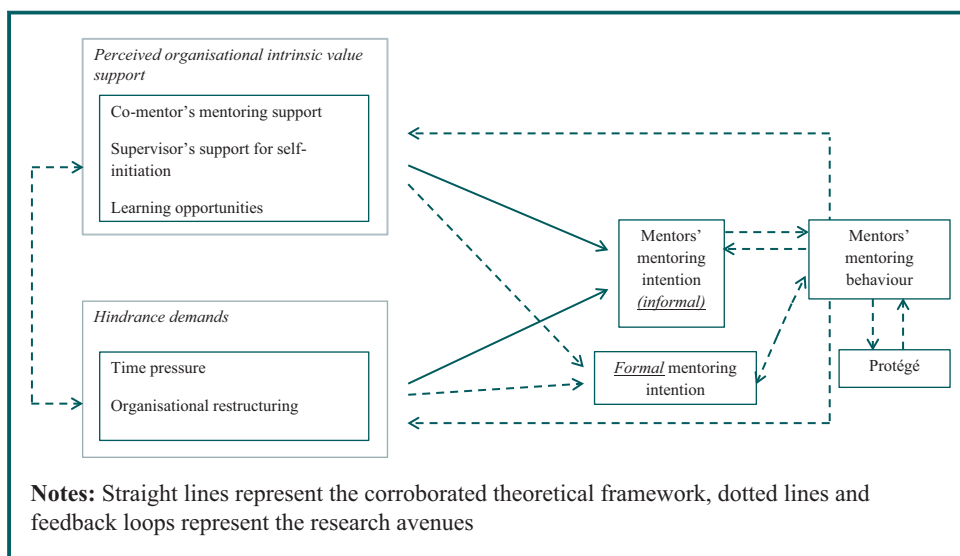 Perceived organisational intrinsic value
support
Co-mentor's mentoring support
Supervisor's support for self-
initiation
Learning opportunities
Hindrance demands
Time pressure
Organisational restructuring
Mentors'
mentoring
intention
(informal)
Formal mentoring
intention
Mentors'
mentoring
behaviour
Protégé
Notes: Straight lines represent the corroborated theoretical framework, dotted lines and
feedback loops represent the research avenues